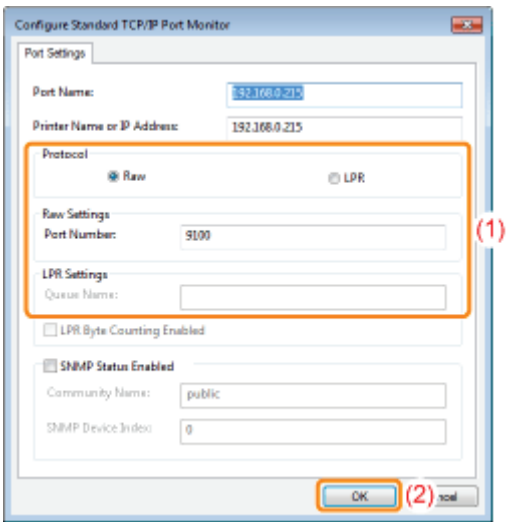 Configure Standard TCP/IP Port Monitor
Port Settings
Port Name: 192.168.0.215
Printer Name or IP Address: 192.168.0.215
Protocol
Raw LPR
Raw Settings
(1)
Port Number: 9100
LPR Settings
Queue Name:
LPR Byte Counting Enabled
SNMP Status Enabled
Community Name: public
SNMP Device Index: 0
OK (2)